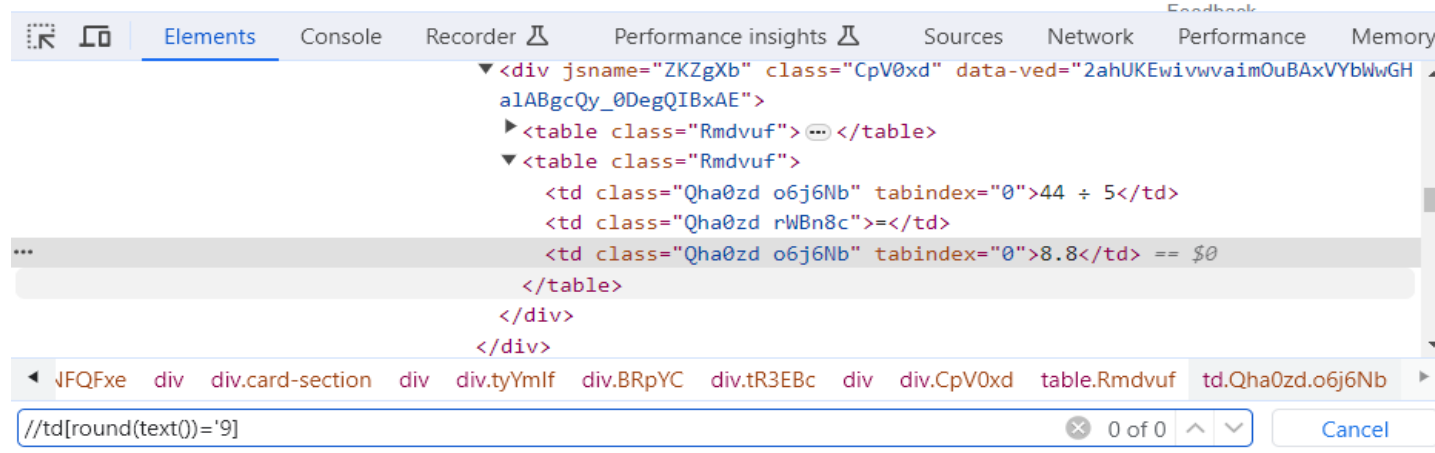 Feedback
Elements Console Recorder Performance insights Sources Network Performance Memory
▼<div jsname="ZKZgXb" class="CpV0xd" data-ved="2ahUKEwivwvaimOuBAxVYbWwGH
alABgcQy_0DegQIBxAE">
▶<table class="Rmdvuf">…</table>
▼<table class="Rmdvuf">
<td class="Qha0zd o6j6Nb" tabindex="0">44 ÷ 5</td>
<td class="Qha0zd rWBn8c">=</td>
… <td class="Qha0zd o6j6Nb" tabindex="0">8.8</td> == $0
</table>
</div>
</div>
NFQFxe div div.card-section div div.tyYmIf div.BRpYC div.tR3EBc div div.CpV0xd table.Rmdvuf td.Qha0zd.o6j6Nb
//td[round(text())='9] 0 of 0 Cancel